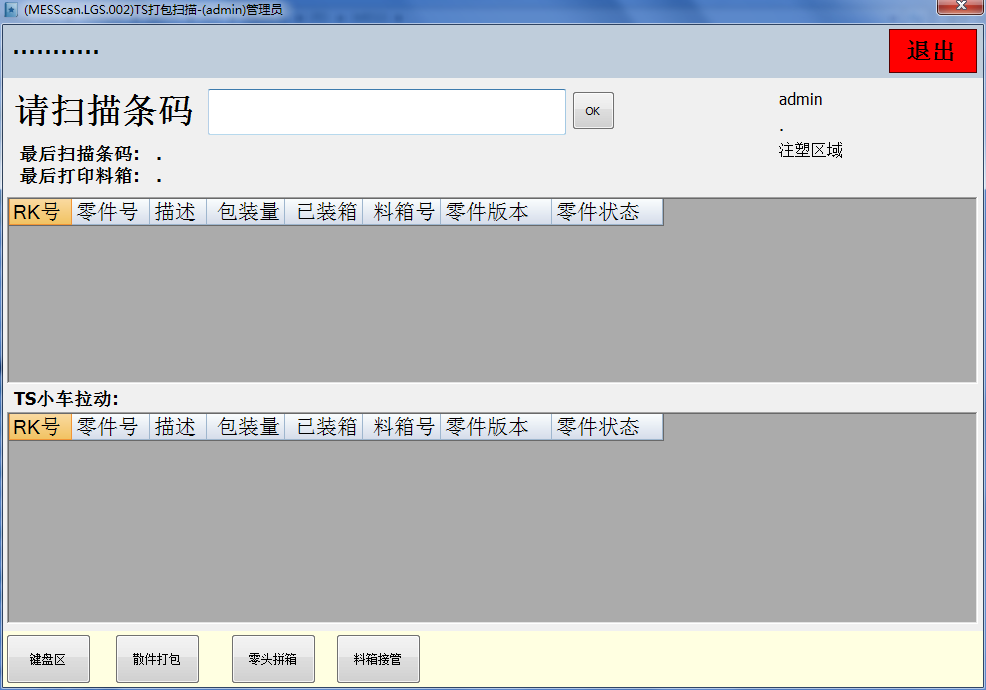 (MESScan.LGS.002)TS打包扫描-(admin)管理员
...........
退出
请扫描条码
OK
admin
.
注塑区域
最后扫描条码: .
最后打印料箱: .
RK号 零件号 描述 包装量 已装箱 料箱号 零件版本 零件状态
TS小车拉动:
RK号 零件号 描述 包装量 已装箱 料箱号 零件版本 零件状态
键盘区 散件打包 零头拼箱 料箱接管